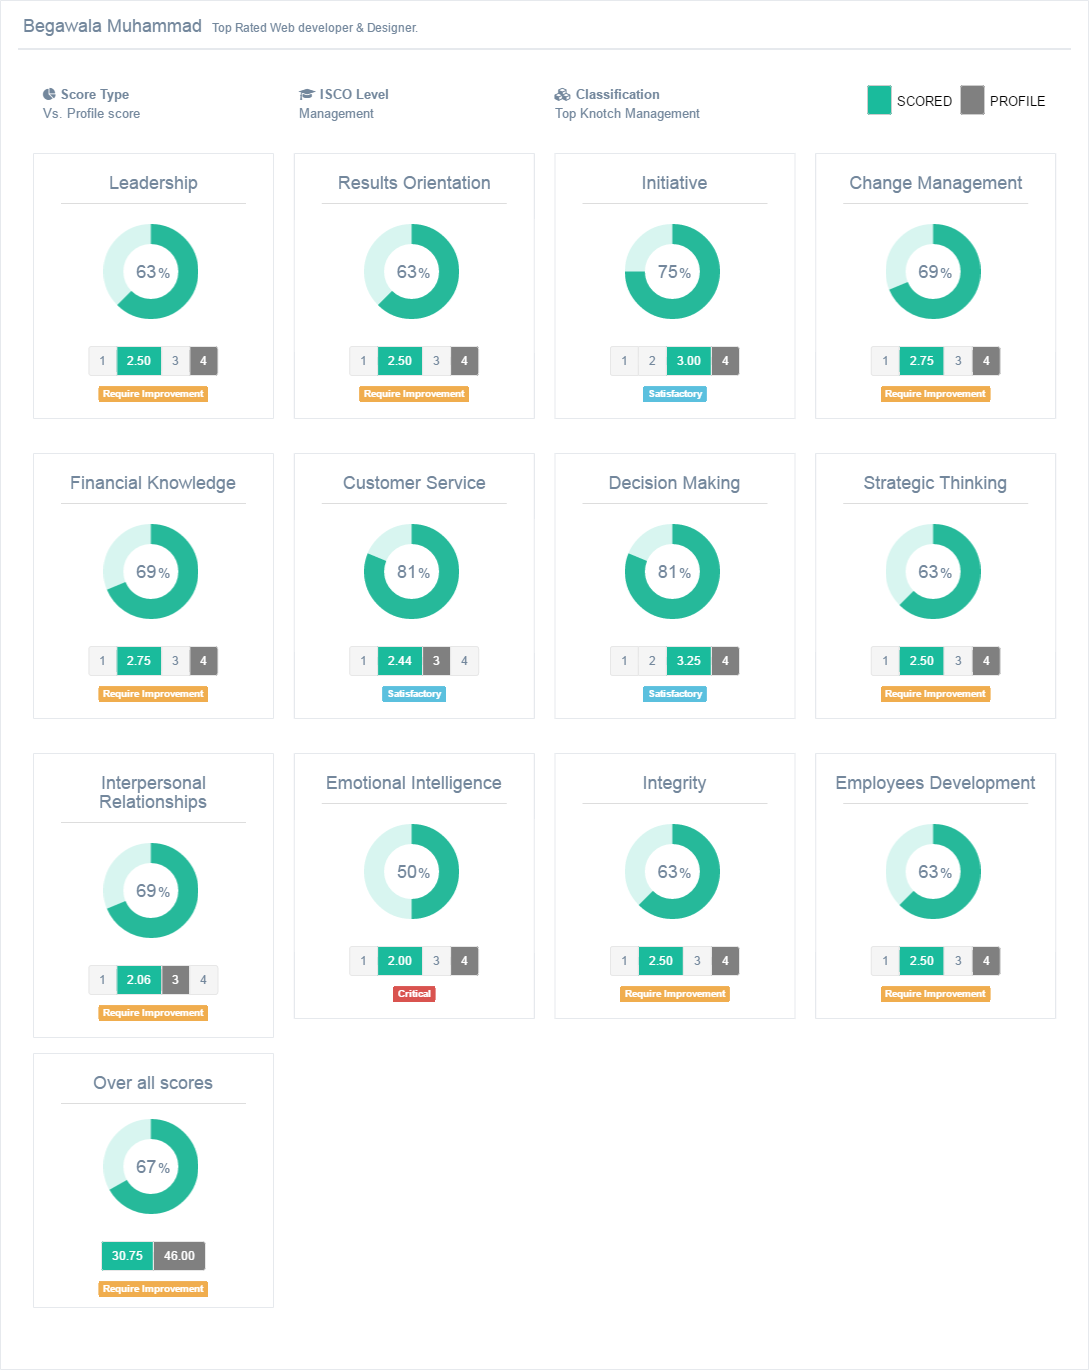 Begawala Muhammad Top Rated Web developer & Designer.
Score Type
Vs. Profile score
ISCO Level
Management
Classification
Top Knotch Management
SCORED PROFILE
Leadership
63%
1 2.50 3 4
Require Improvement
Results Orientation
63%
1 2.50 3 4
Require Improvement
Initiative
75%
1 2 3.00 4
Satisfactory
Change Management
69%
1 2.75 3 4
Require Improvement
Financial Knowledge
69%
1 2.75 3 4
Require Improvement
Customer Service
81%
1 2.44 3 4
Satisfactory
Decision Making
81%
1 2 3.25 4
Satisfactory
Strategic Thinking
63%
1 2.50 3 4
Require Improvement
Interpersonal
Relationships
69%
1 2.06 3 4
Require Improvement
Emotional Intelligence
50%
1 2.00 3 4
Critical
Integrity
63%
1 2.50 3 4
Require Improvement
Employees Development
63%
1 2.50 3 4
Require Improvement
Over all scores
67%
30.75 46.00
Require Improvement